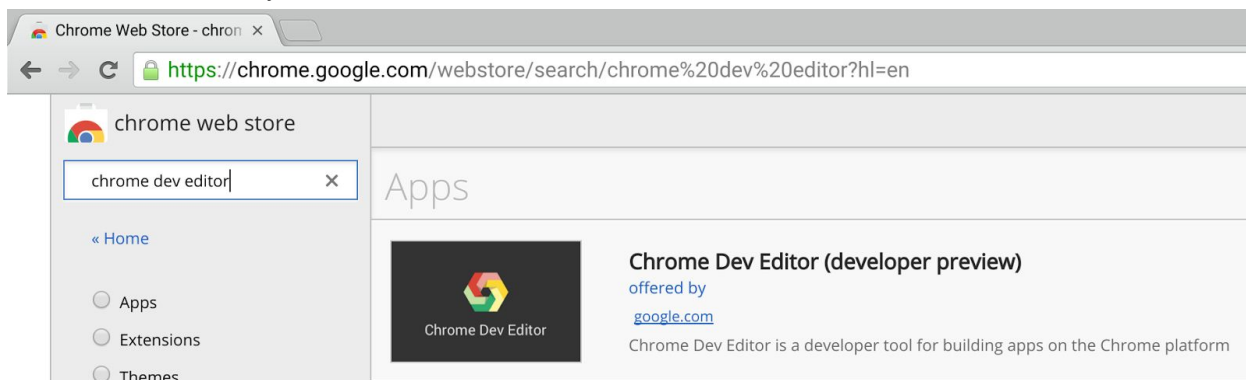 Chrome Web Store - chron
https://chrome.google.com/webstore/search/chrome%20dev%20editor?hl=en
chrome web store
chrome dev editor
Apps
« Home
Chrome Dev Editor (developer preview)
offered by
google.com
Chrome Dev Editor is a developer tool for building apps on the Chrome platform
Chrome Dev Editor
Apps
Extensions
Themes